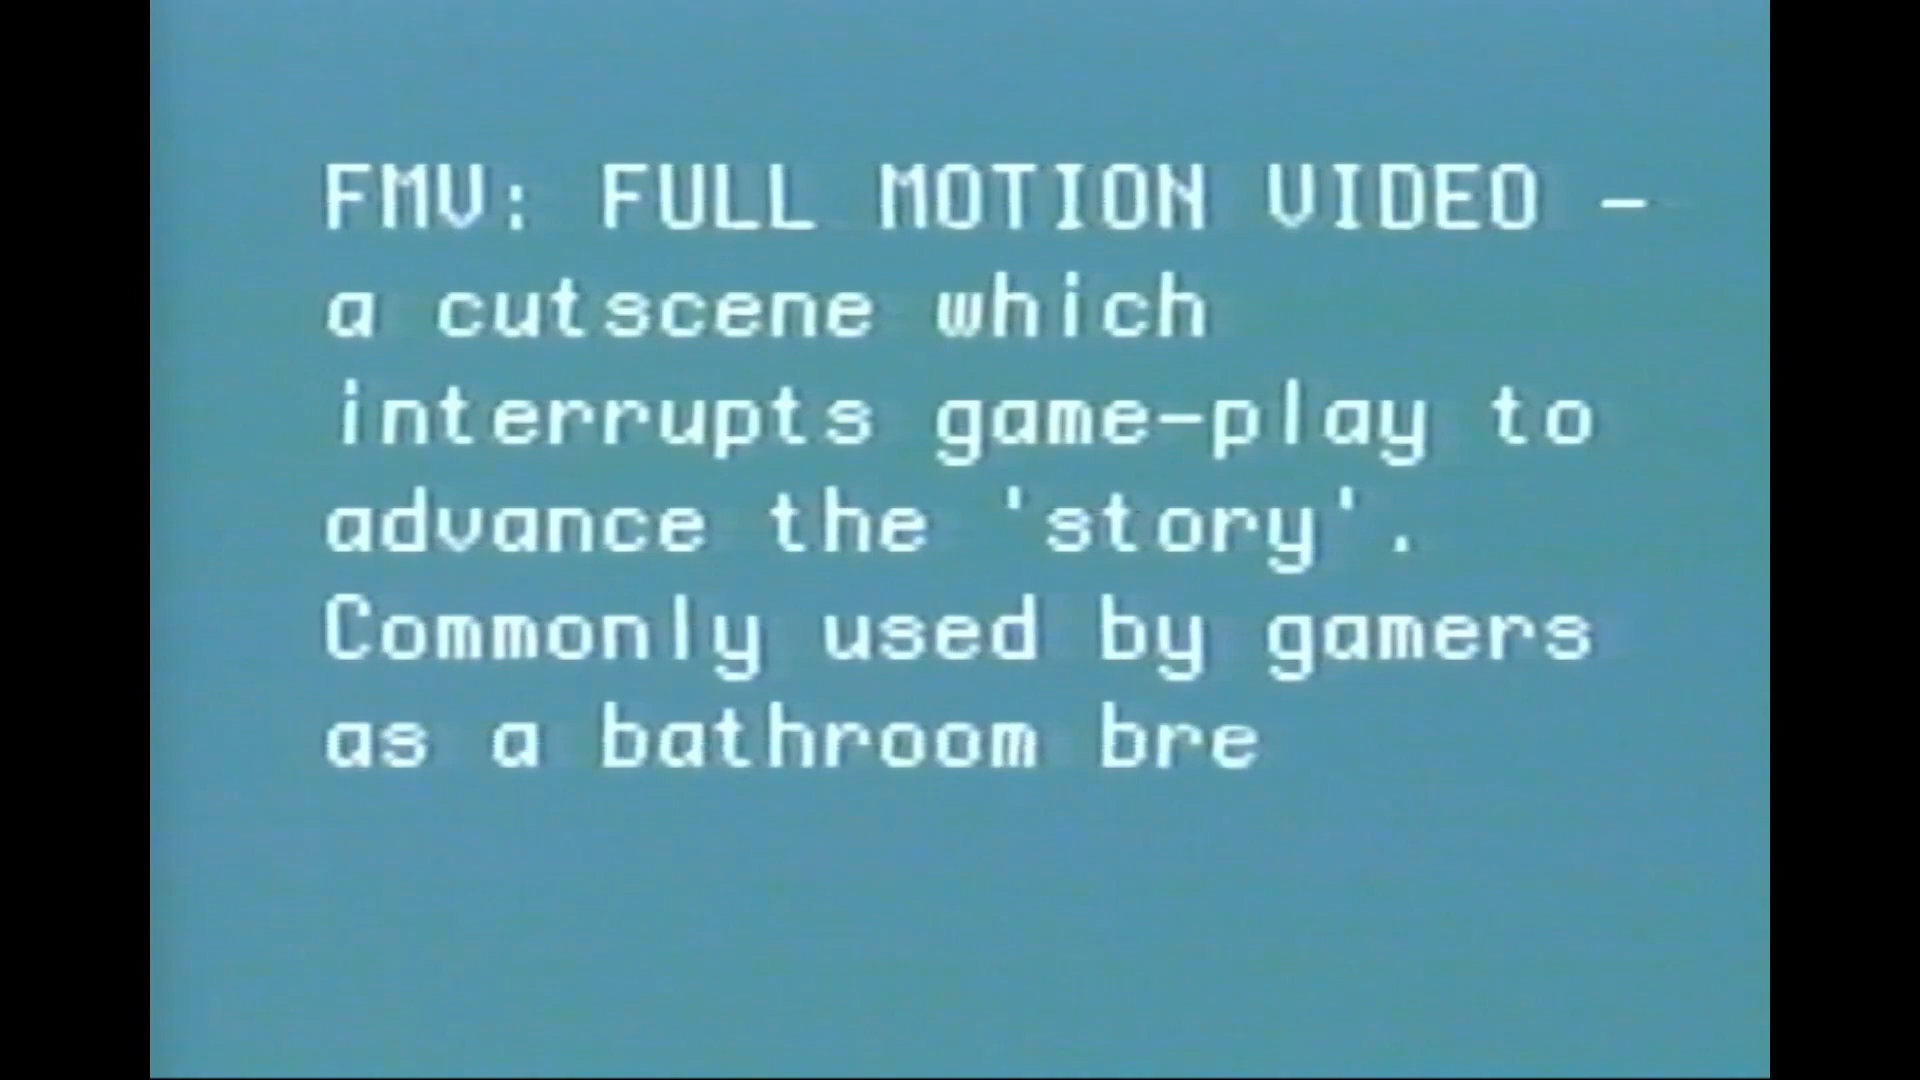 FMV: FULL MOTION VIDEO -
a cutscene which
interrupts game-play to
advance the 'story'.
Commonly used by gamers
as a bathroom bre